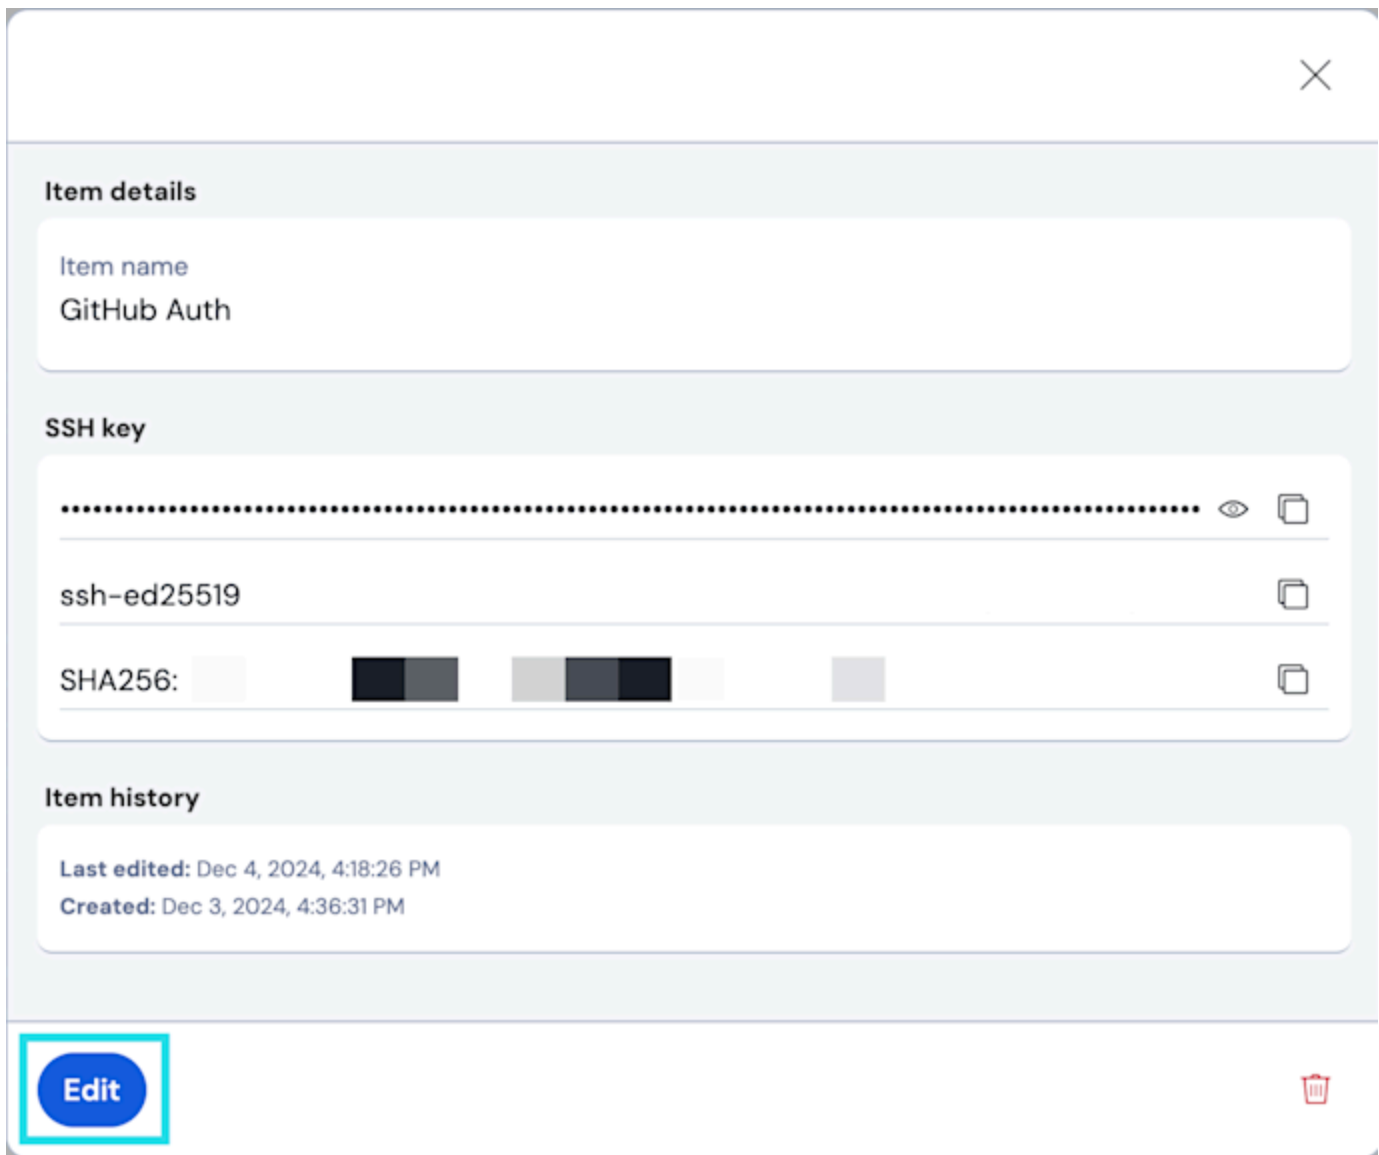 Item details
Item name
GitHub Auth
SSH key
••••••••••••••••••••••••••••••••••••••••••••••••••••••••••••••••••••••••••••••••••••••••••••••••••••••••••
ssh-ed25519
SHA256:
Item history
Last edited: Dec 4, 2024, 4:18:26 PM
Created: Dec 3, 2024, 4:36:31 PM
Edit